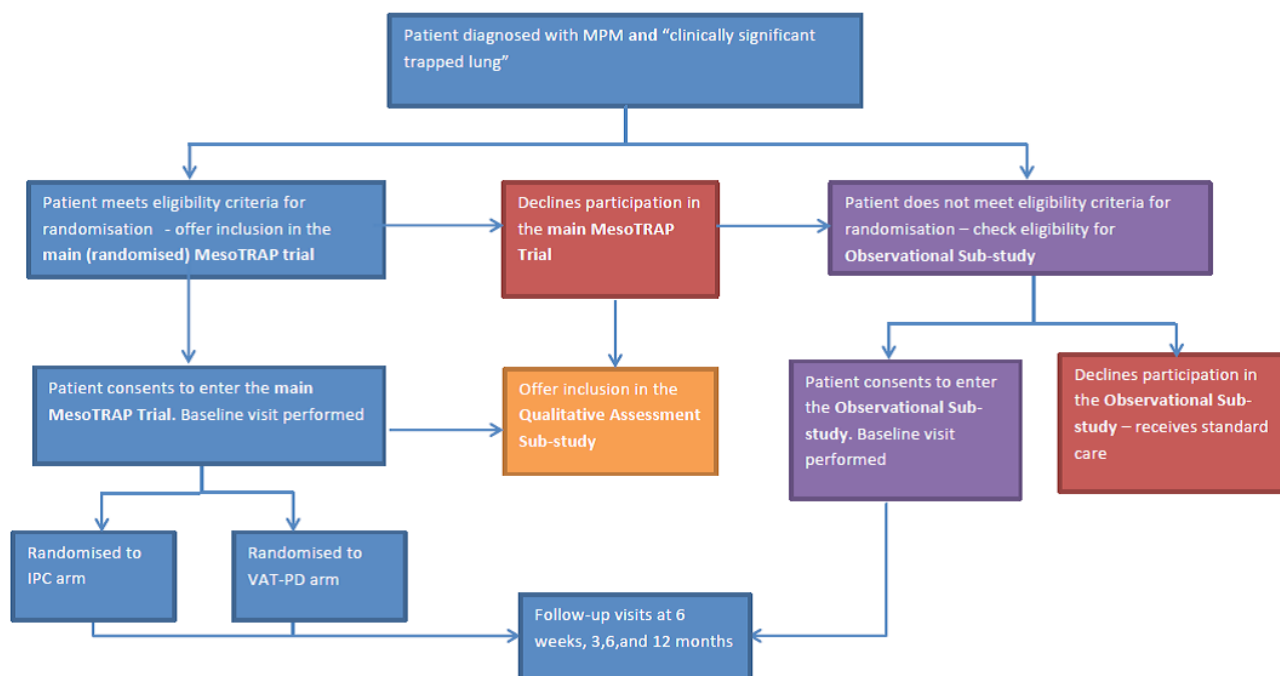 Patient diagnosed with MPM and “clinically significant
trapped lung”
Patient meets eligibility criteria for
randomisation  - offer inclusion in the
main (randomised) MesoTRAP trial
Declines participation in
the main MesoTRAP
Trial
Patient does not meet eligibility criteria for
randomisation – check eligibility for
Observational Sub-study
Patient consents to enter the main
MesoTRAP Trial. Baseline visit performed
Offer inclusion in the
Qualitative Assessment
Sub-study
Patient consents to enter
the Observational Sub-
study. Baseline visit
performed
Declines participation in
the Observational Sub-
study – receives standard
care
Randomised to
IPC arm
Randomised to
VAT-PD arm
Follow-up visits at 6
weeks, 3,6,and 12 months